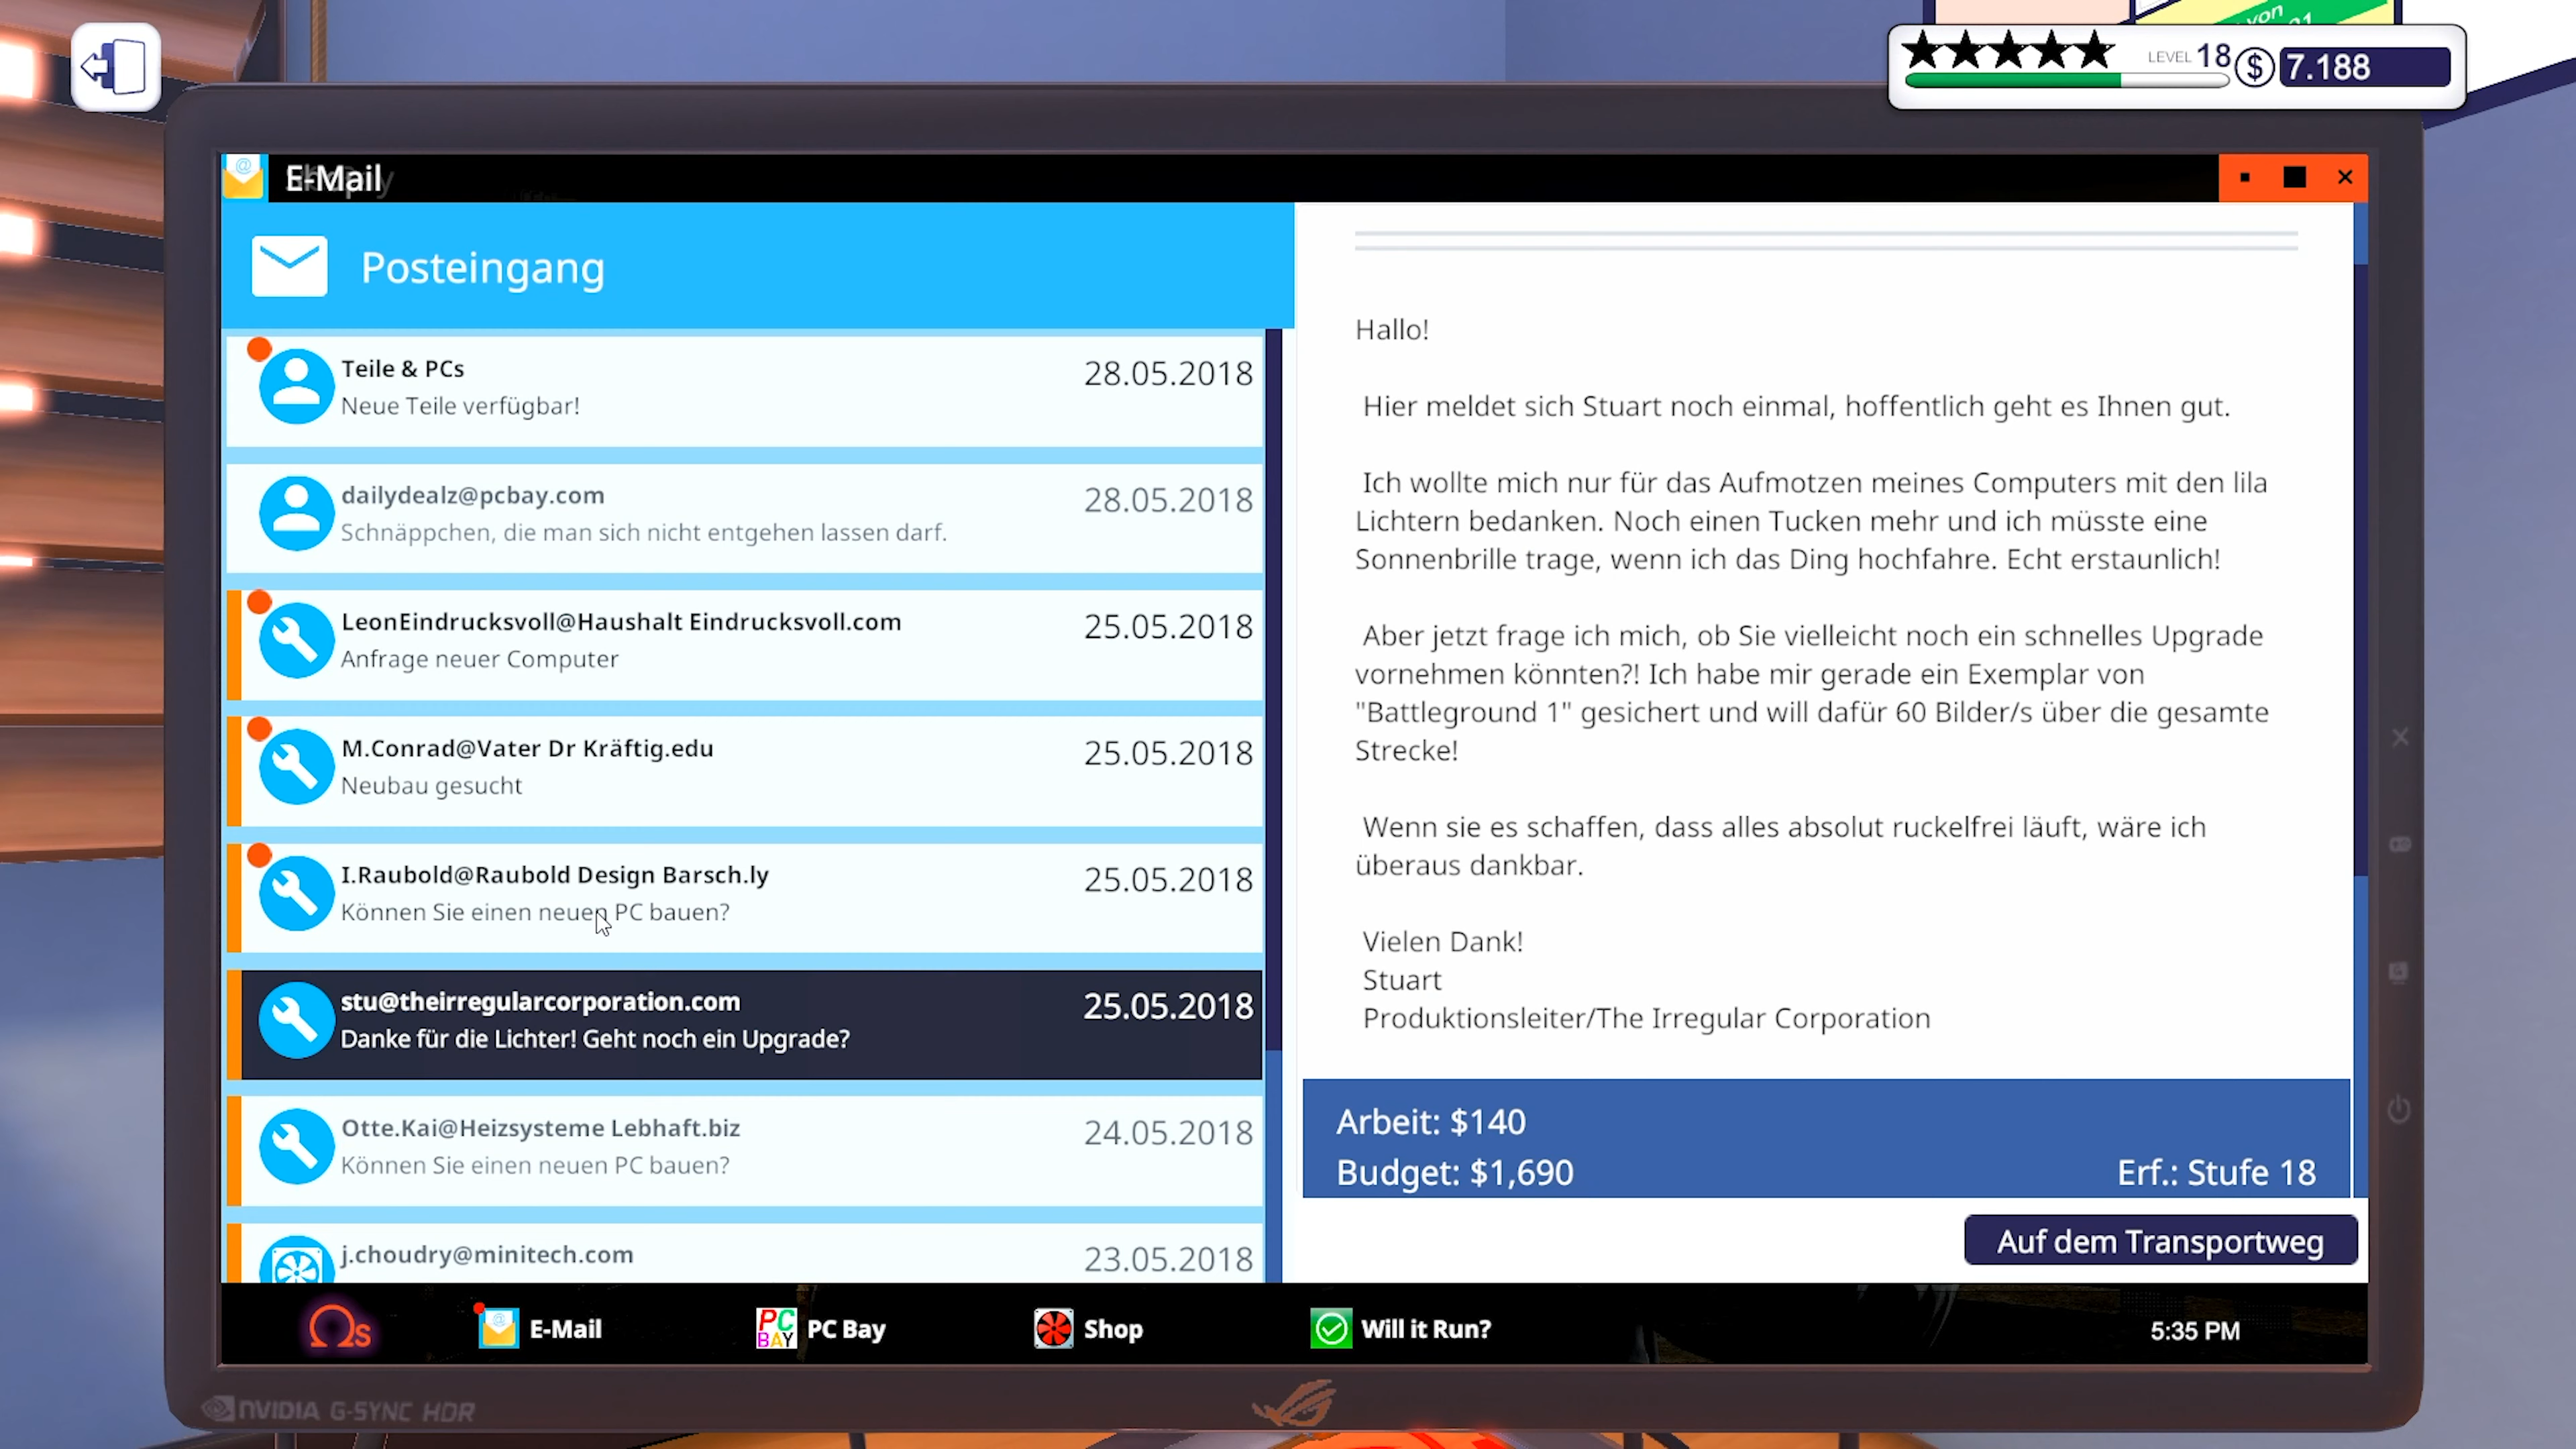 von
LEVEL 18 $ 7.188
E-Mail
Posteingang
Teile & PCs 28.05.2018
Neue Teile verfügbar!
dailydealz@pcbay.com 28.05.2018
Schnäppchen, die man sich nicht entgehen lassen darf.
LeonEindrucksvoll@Haushalt Eindrucksvoll.com 25.05.2018
Anfrage neuer Computer
M.Conrad@Vater Dr Kräftig.edu 25.05.2018
Neubau gesucht
I.Raubold@Raubold Design Barsch.ly 25.05.2018
Können Sie einen neuen PC bauen?
stu@theirregularcorporation.com 25.05.2018
Danke für die Lichter! Geht noch ein Upgrade?
Otte.Kai@Heizsysteme Lebhaft.biz 24.05.2018
Können Sie einen neuen PC bauen?
j.choudry@minitech.com 23.05.2018
Hallo!
Hier meldet sich Stuart noch einmal, hoffentlich geht es Ihnen gut.
Ich wollte mich nur für das Aufmotzen meines Computers mit den lila
Lichtern bedanken. Noch einen Tucken mehr und ich müsste eine
Sonnenbrille trage, wenn ich das Ding hochfahre. Echt erstaunlich!
Aber jetzt frage ich mich, ob Sie vielleicht noch ein schnelles Upgrade
vornehmen könnten?! Ich habe mir gerade ein Exemplar von
"Battleground 1" gesichert und will dafür 60 Bilder/s über die gesamte
Strecke!
Wenn sie es schaffen, dass alles absolut ruckelfrei läuft, wäre ich
überaus dankbar.
Vielen Dank!
Stuart
Produktionsleiter/The Irregular Corporation
Arbeit: $140
Budget: $1,690 Erf.: Stufe 18
Auf dem Transportweg
Ωs E-Mail PC BAY PC Bay Shop Will it Run? 5:35 PM
NVIDIA G-SYNC HDR